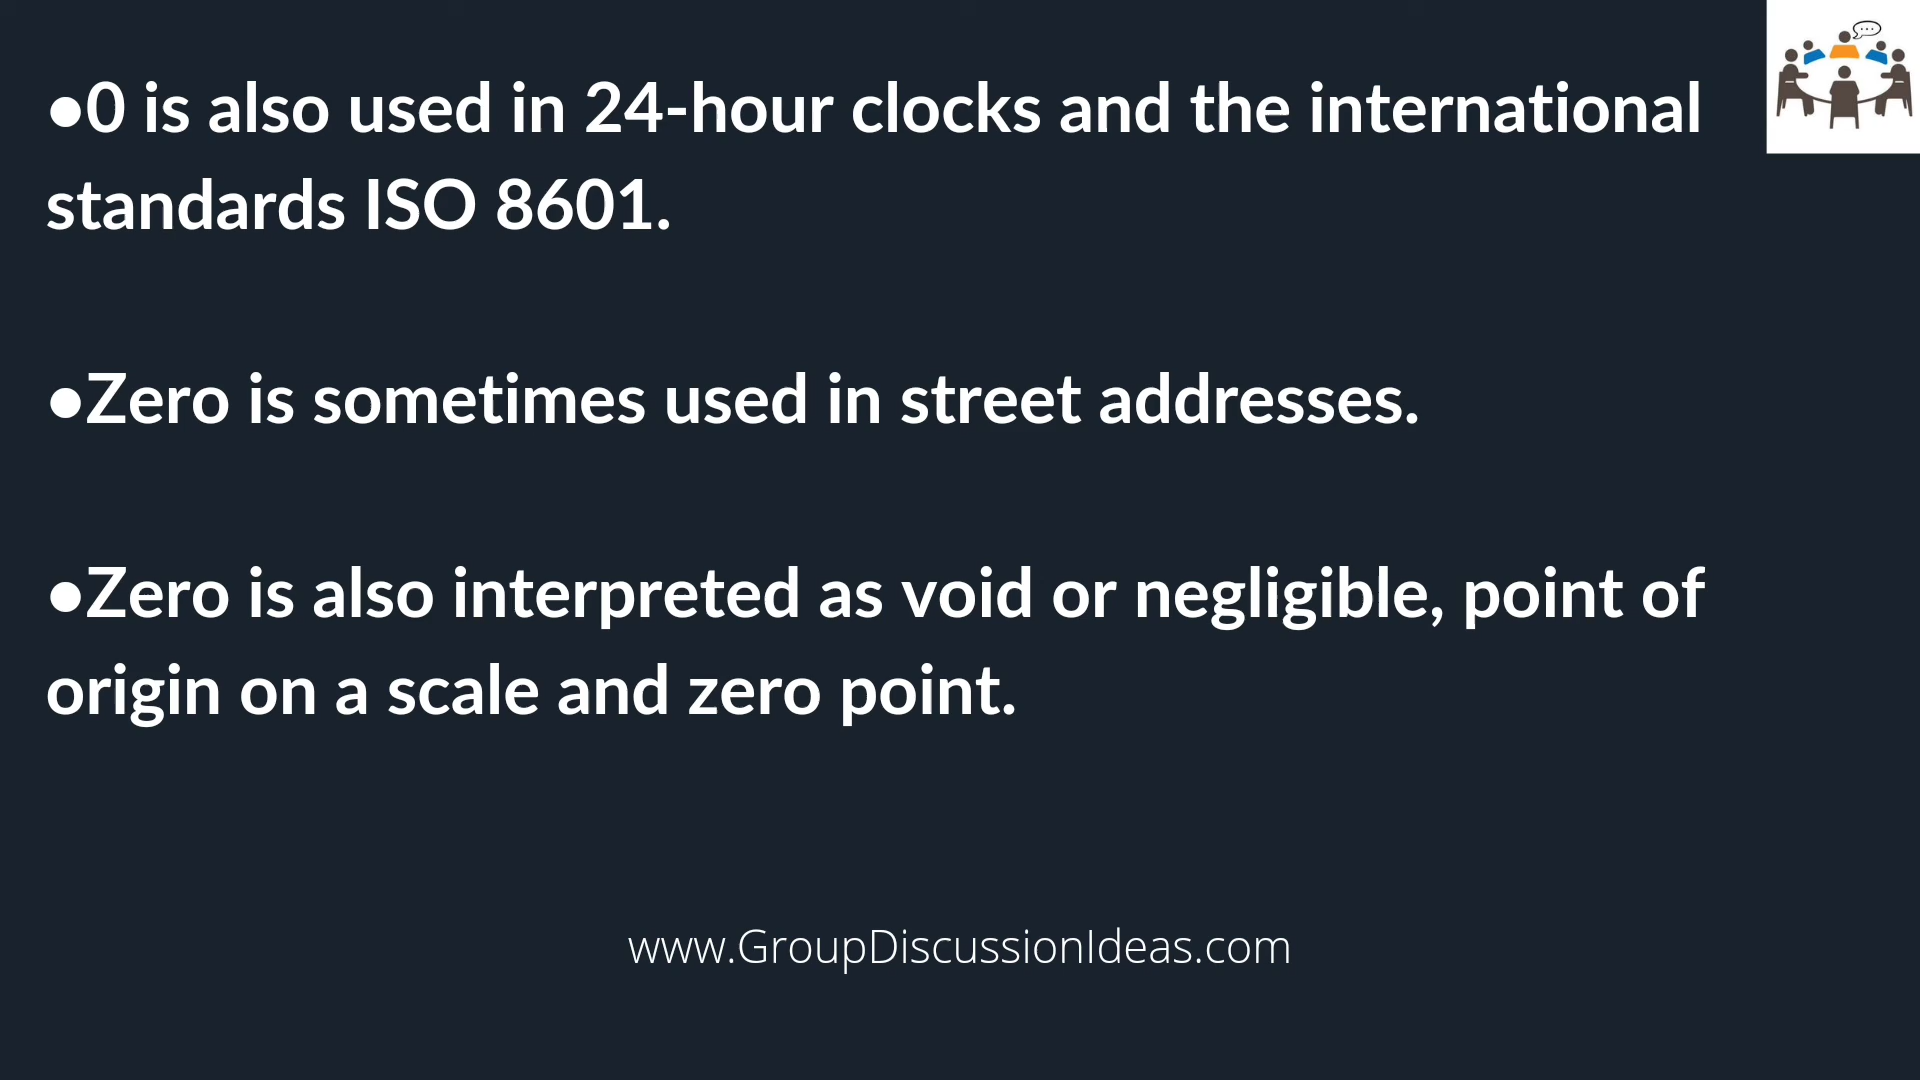 ●0 is also used in 24-hour clocks and the international
standards ISO 8601.
●Zero is sometimes used in street addresses.
●Zero is also interpreted as void or negligible, point of
origin on a scale and zero point.
www.GroupDiscussionIdeas.com